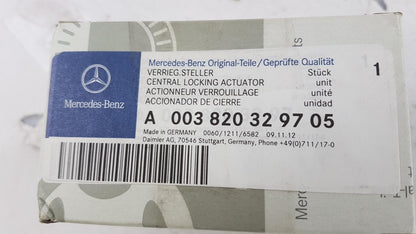 Mercedes-Benz Original-Teile/Geprüfte Qualität
VERRIEG.STELLER Stück
CENTRAL LOCKING ACTUATOR unit 1
ACTIONNEUR VERROUILLAGE unité
ACCIONADOR DE CIERRE unidad
Mercedes-Benz
A 003 820 32 97 05
Made in GERMANY 0060/1211/6582 09.11.12
Daimler AG, 70546 Stuttgart, Germany, Phone +49(0)711/17-0